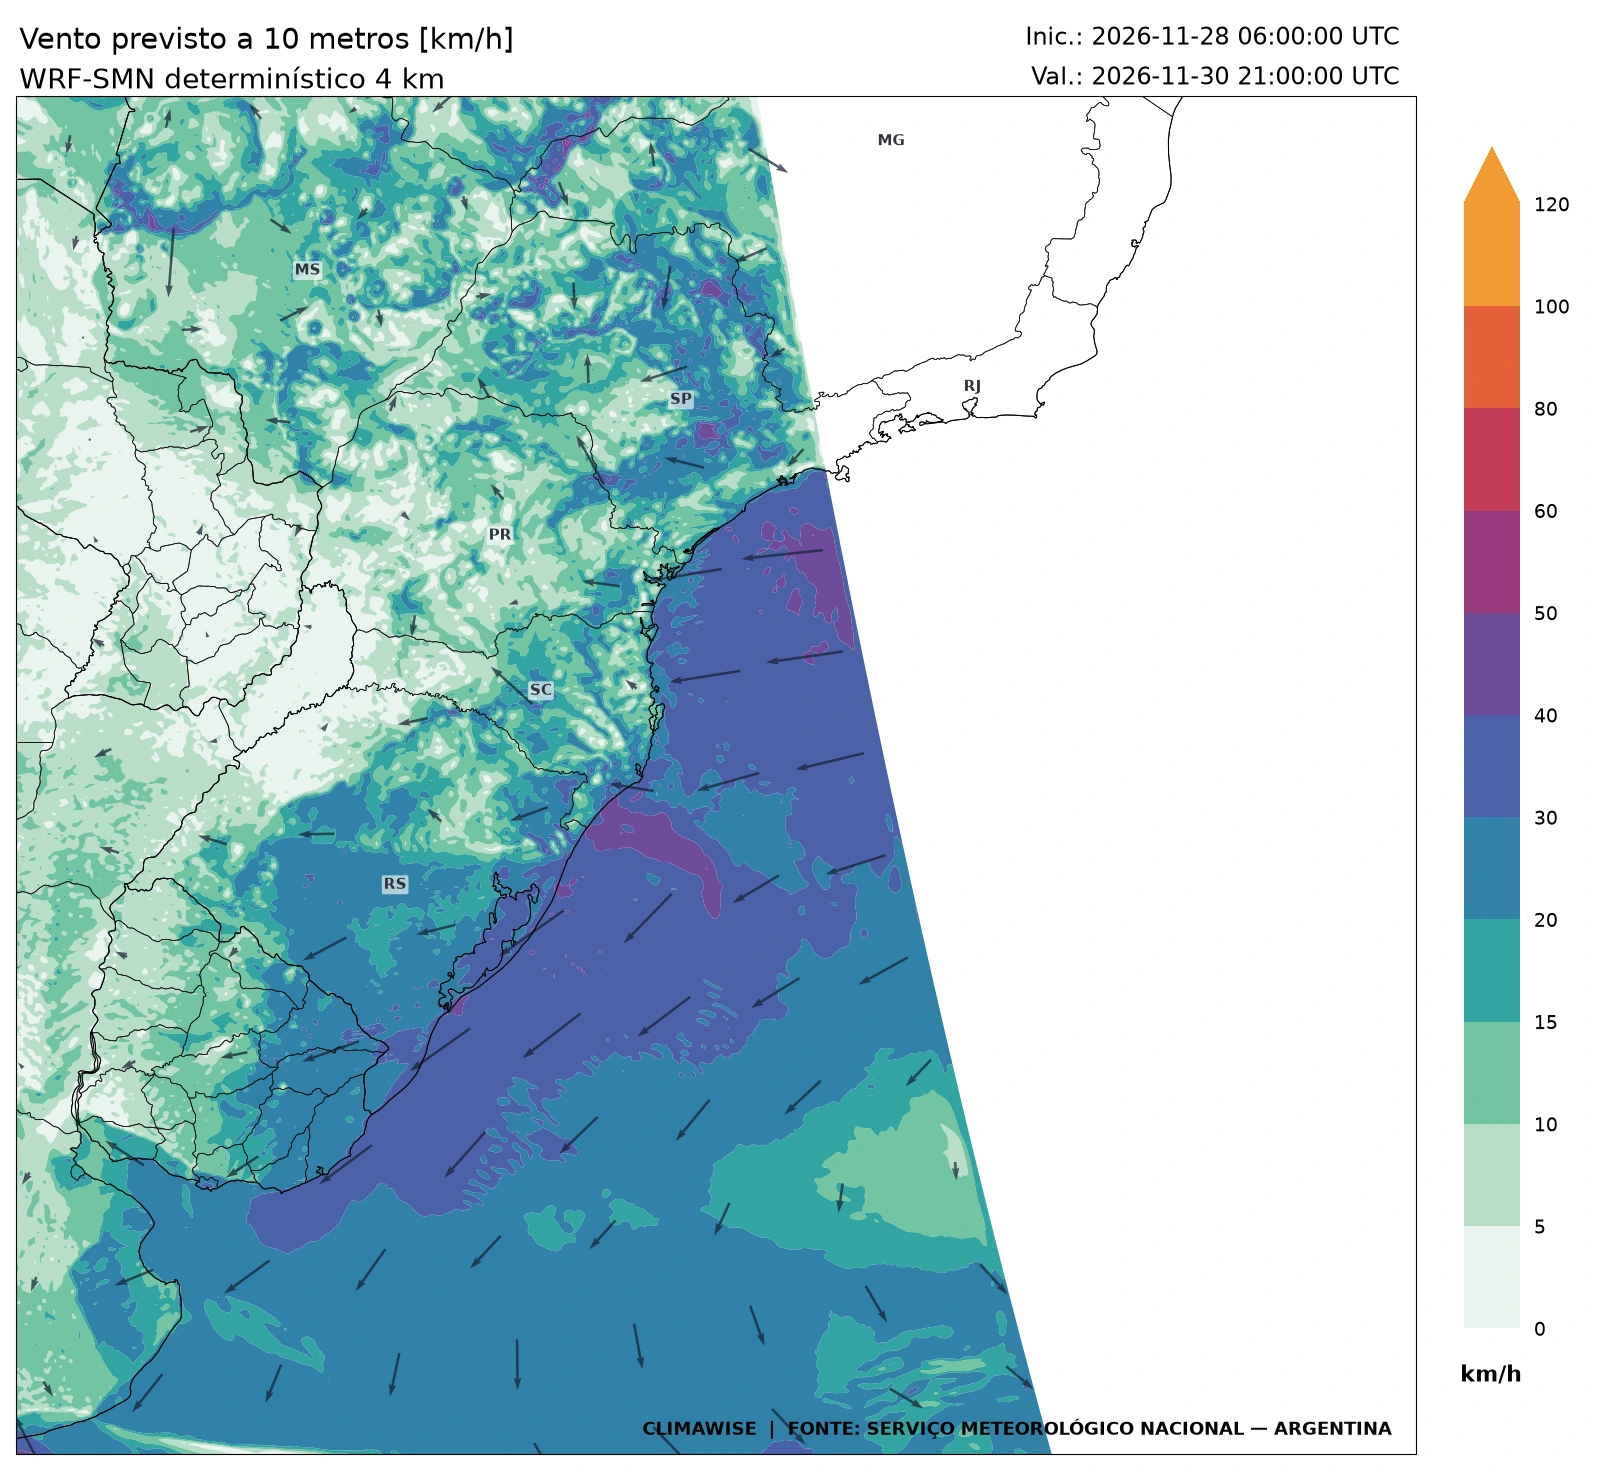 Vento previsto a 10 metros [km/h]
WRF-SMN determinístico 4 km
Inic.: 2026-11-28 06:00:00 UTC
Val.: 2026-11-30 21:00:00 UTC
MG
MS
RJ
SP
PR
SC
RS
120
100
80
60
50
40
30
20
15
10
5
0
km/h
CLIMAWISE | FONTE: SERVIÇO METEOROLÓGICO NACIONAL — ARGENTINA